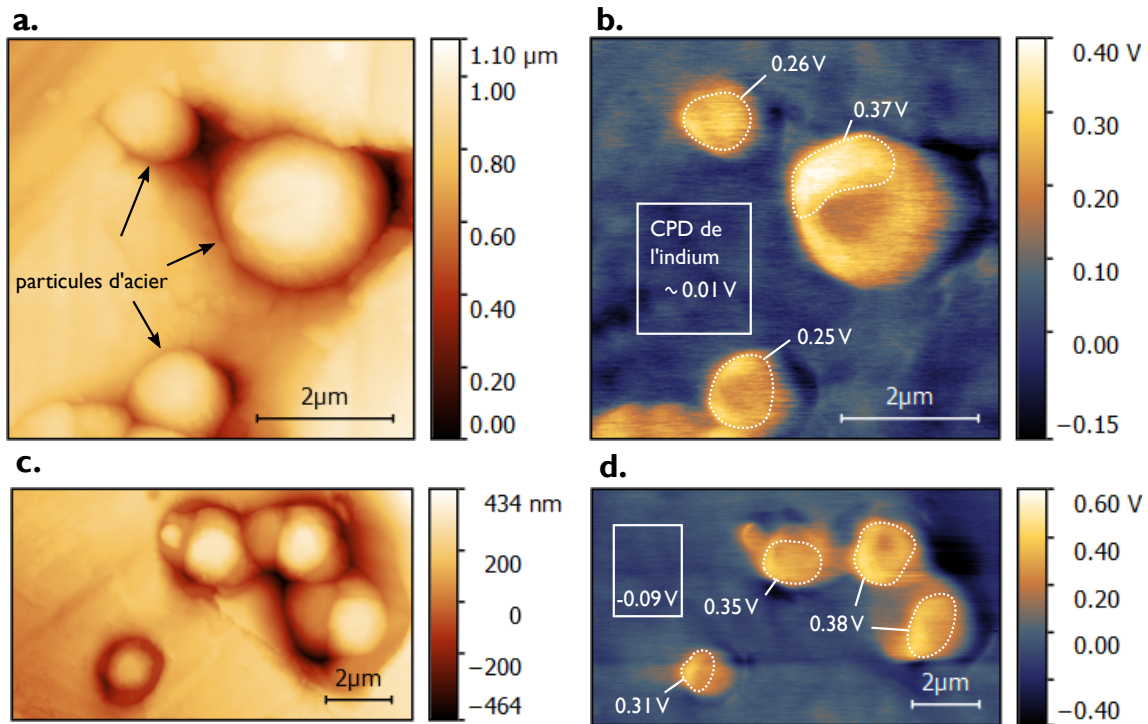 a.
1.10 µm
1.00
0.80
0.60
0.40
0.20
0.00
particules d'acier
2µm
b.
0.26 V
0.37 V
CPD de
l'indium
~ 0.01 V
0.25 V
2µm
0.40 V
0.30
0.20
0.10
0.00
−0.15
c.
434 nm
200
0
−200
−464
2µm
d.
-0.09 V
0.35 V
0.38 V
0.31 V
2µm
0.60 V
0.40
0.20
0.00
−0.40